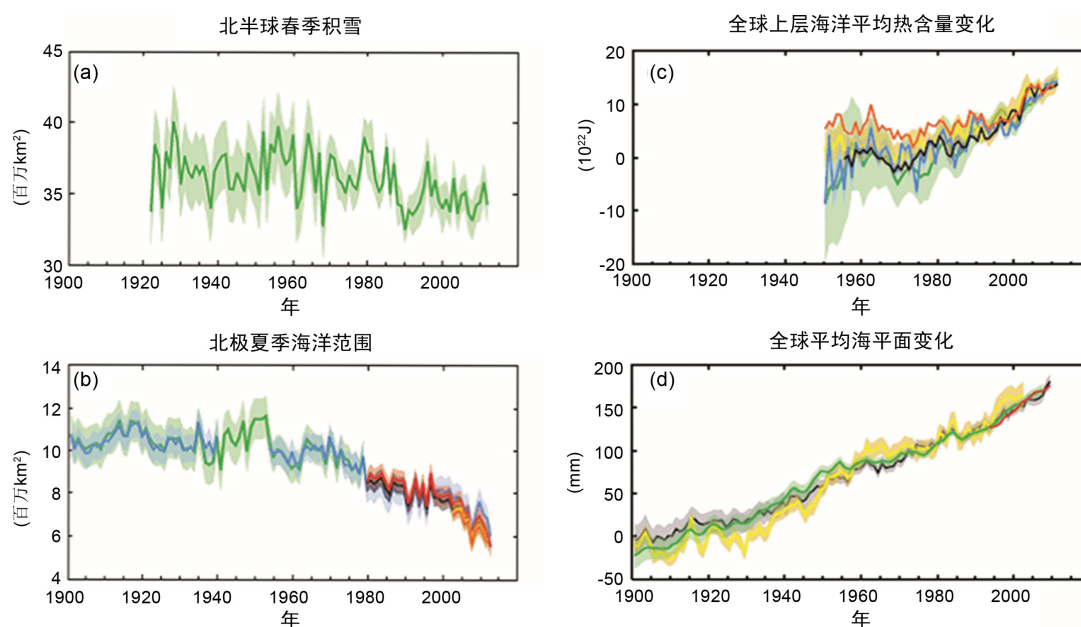 北半球春季积雪
(a)
(百万km²)
45
40
35
30
1900 1920 1940 1960 1980 2000
年
全球上层海洋平均热含量变化
(c)
(10²²J)
20
10
0
-10
-20
1900 1920 1940 1960 1980 2000
年
北极夏季海洋范围
(b)
(百万km²)
14
12
10
8
6
4
1900 1920 1940 1960 1980 2000
年
全球平均海平面变化
(d)
(mm)
200
150
100
50
0
-50
1900 1920 1940 1960 1980 2000
年